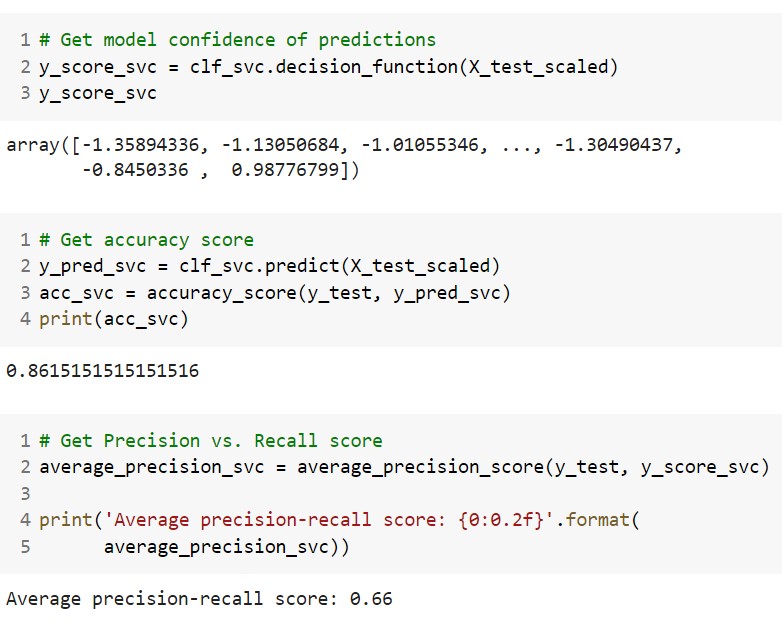 1 # Get model confidence of predictions
2 y_score_svc = clf_svc.decision_function(X_test_scaled)
3 y_score_svc
array([-1.35894336, -1.13050684, -1.01055346, ..., -1.30490437,
       -0.8450336 ,  0.98776799])
1 # Get accuracy score
2 y_pred_svc = clf_svc.predict(X_test_scaled)
3 acc_svc = accuracy_score(y_test, y_pred_svc)
4 print(acc_svc)
0.8615151515151516
1 # Get Precision vs. Recall score
2 average_precision_svc = average_precision_score(y_test, y_score_svc)
3
4 print('Average precision-recall score: {0:0.2f}'.format(
5       average_precision_svc))
Average precision-recall score: 0.66